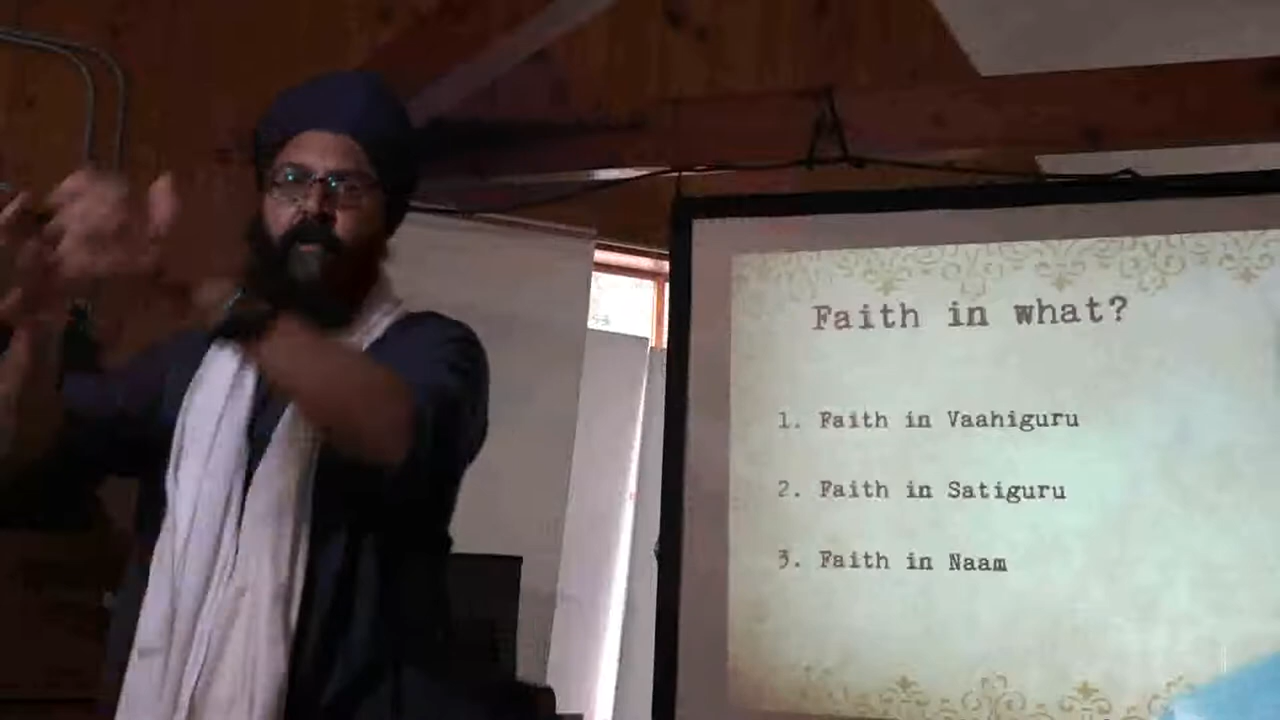 Faith in what?
1. Faith in Vaahiguru
2. Faith in Satiguru
3. Faith in Naam